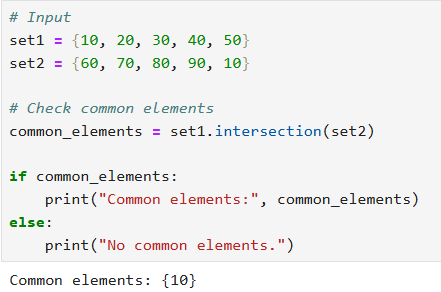 # Input
set1 = {10, 20, 30, 40, 50}
set2 = {60, 70, 80, 90, 10}
# Check common elements
common_elements = set1.intersection(set2)
if common_elements:
    print("Common elements:", common_elements)
else:
    print("No common elements.")
Common elements: {10}